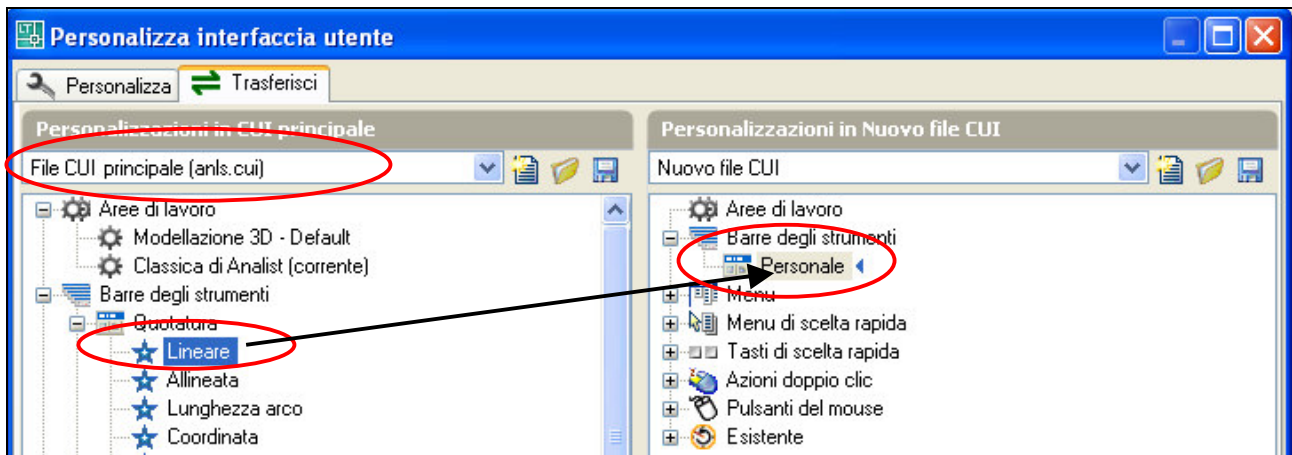 Personalizza interfaccia utente
Personalizza
Trasferisci
Personalizzazioni in CUI principale
File CUI principale (anls.cui)
Aree di lavoro
Modellazione 3D - Default
Classica di Analist (corrente)
Barre degli strumenti
Quotatura
Lineare
Allineata
Lunghezza arco
Coordinata
Personalizzazioni in Nuovo file CUI
Nuovo file CUI
Aree di lavoro
Barre degli strumenti
Personale
Menu
Menu di scelta rapida
Tasti di scelta rapida
Azioni doppio clic
Pulsanti del mouse
Esistente